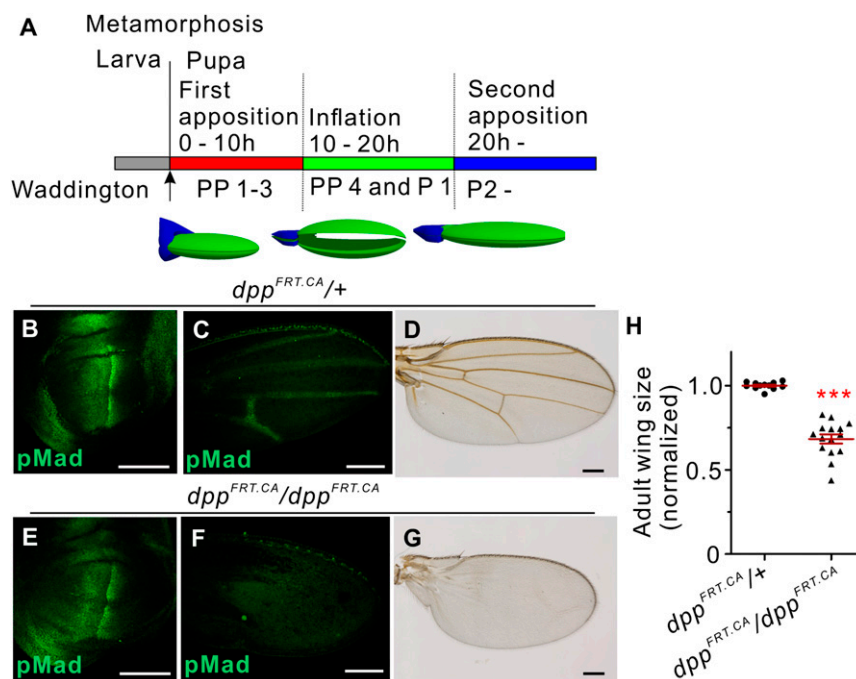 A
Metamorphosis
Larva Pupa
First apposition 0 - 10h
Inflation 10 - 20h
Second apposition 20h -
Waddington PP 1-3 PP 4 and P 1 P2 -
dpp^FRT.CA/+
B pMad
C pMad
D
dpp^FRT.CA/dpp^FRT.CA
E pMad
F pMad
G
H
Adult wing size
(normalized)
1.0
0.5
0
***
dpp^FRT.CA/+
dpp^FRT.CA/dpp^FRT.CA